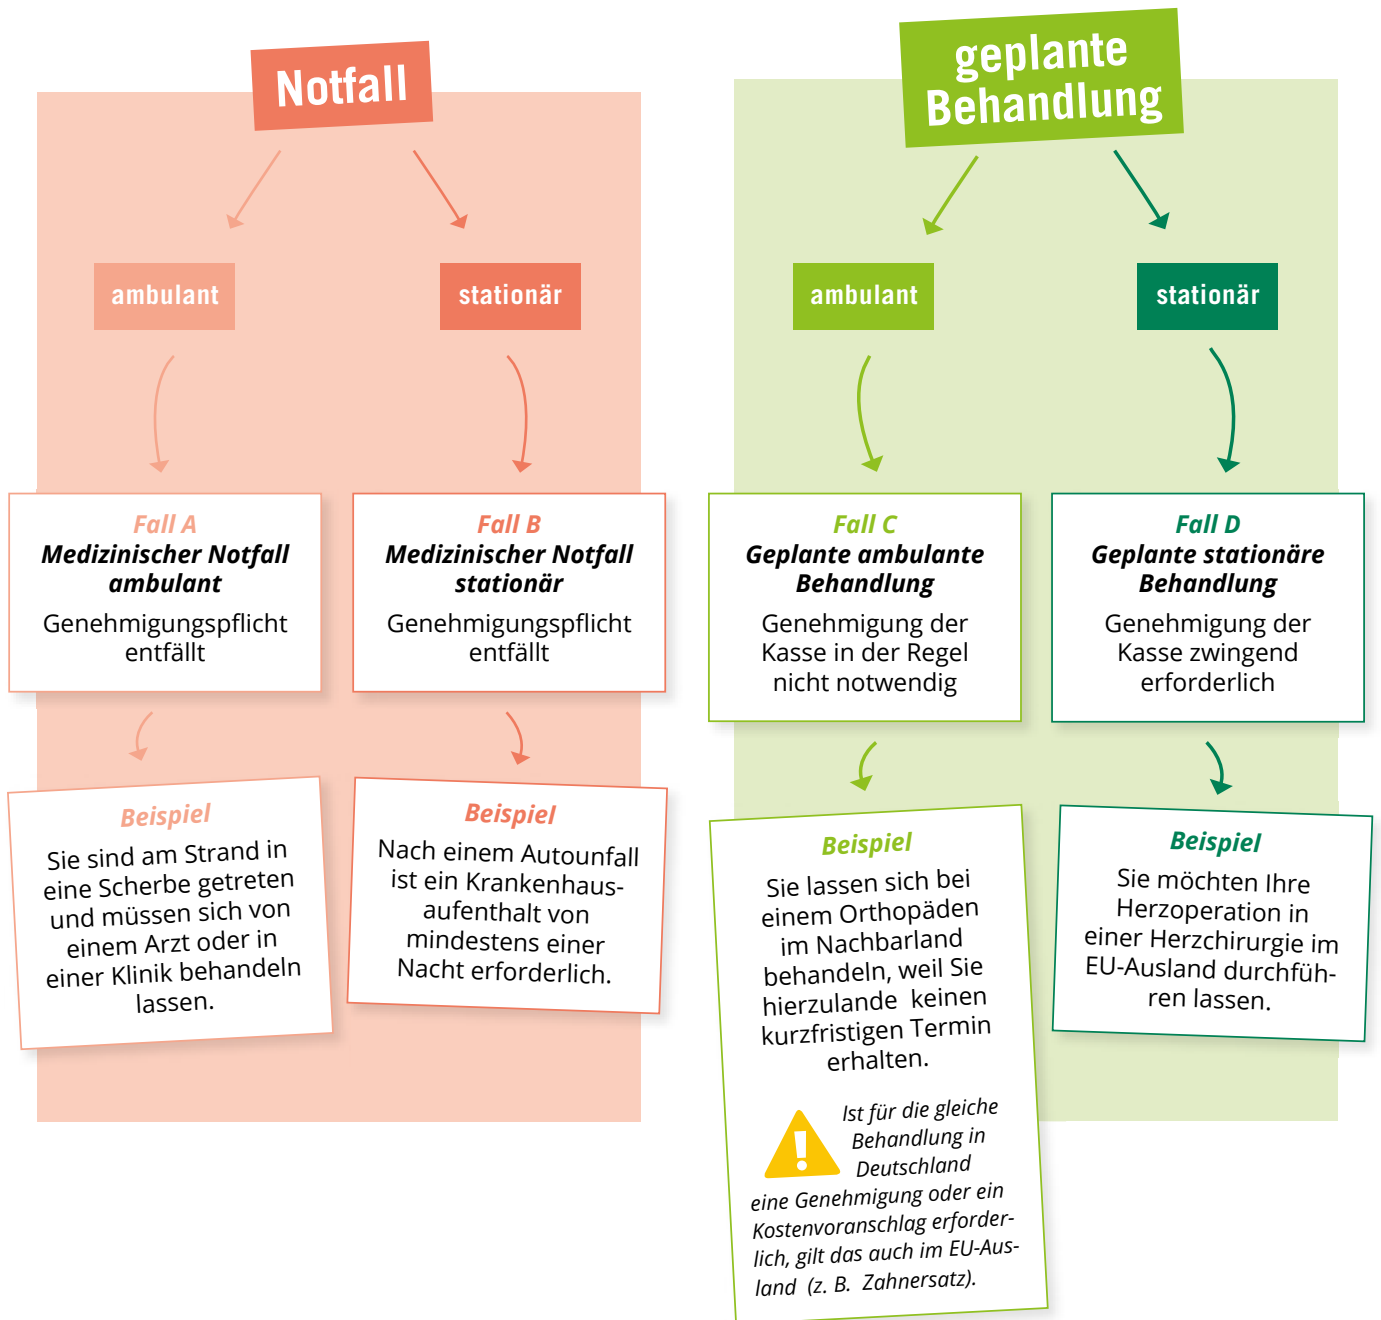 Notfall
ambulant
stationär
Fall A
Medizinischer Notfall
ambulant
Genehmigungspflicht
entfällt
Fall B
Medizinischer Notfall
stationär
Genehmigungspflicht
entfällt
Beispiel
Sie sind am Strand in
eine Scherbe getreten
und müssen sich von
einem Arzt oder in
einer Klinik behandeln
lassen.
Beispiel
Nach einem Autounfall
ist ein Krankenhaus-
aufenthalt von
mindestens einer
Nacht erforderlich.
geplante
Behandlung
ambulant
stationär
Fall C
Geplante ambulante
Behandlung
Genehmigung der
Kasse in der Regel
nicht notwendig
Fall D
Geplante stationäre
Behandlung
Genehmigung der
Kasse zwingend
erforderlich
Beispiel
Sie lassen sich bei
einem Orthopäden
im Nachbarland
behandeln, weil Sie
hierzulande keinen
kurzfristigen Termin
erhalten.
!
Ist für die gleiche
Behandlung in
Deutschland
eine Genehmigung oder ein
Kostenvoranschlag erforder-
lich, gilt das auch im EU-Aus-
land (z. B. Zahnersatz).
Beispiel
Sie möchten Ihre
Herzoperation in
einer Herzchirurgie im
EU-Ausland durchfüh-
ren lassen.